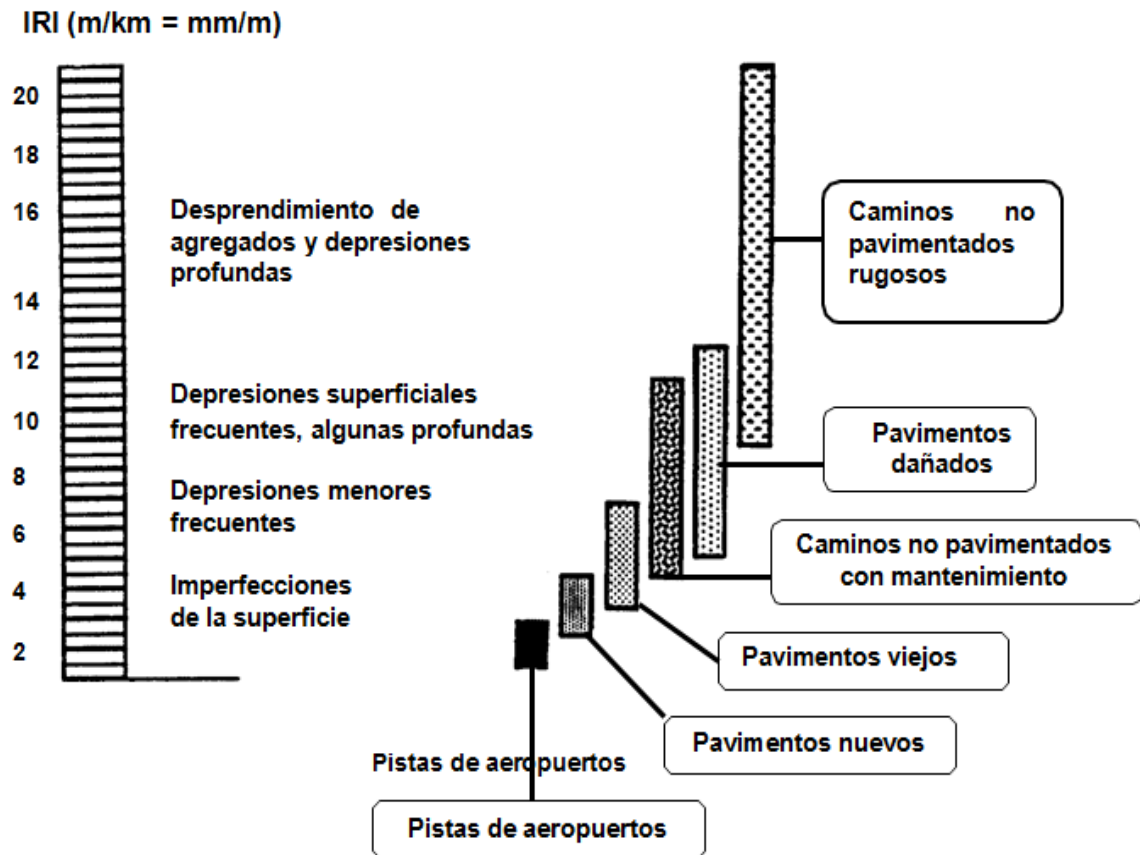 IRI (m/km = mm/m)
20
18
16
14
12
10
8
6
4
2
Desprendimiento de
agregados y depresiones
profundas
Depresiones superficiales
frecuentes, algunas profundas
Depresiones menores
frecuentes
Imperfecciones
de la superficie
Caminos no
pavimentados
rugosos
Pavimentos
dañados
Caminos no pavimentados
con mantenimiento
Pavimentos viejos
Pavimentos nuevos
Pistas de aeropuertos
Pistas de aeropuertos